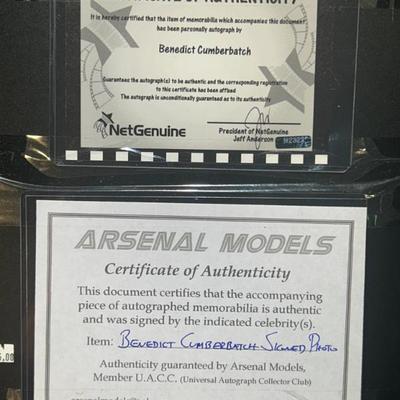 It is hereby certified that the item of memorabilia which accompanies this document
has been personally autograph by
Benedict Cumberbatch
Guarantees the autograph(s) to be authentic and the corresponding registration
to this certificate has been affixed
The autograph is unconditionally guaranteed as to its authenticity
NetGenuine
President of NetGenuine
Jeff Anderson
ARSENAL MODELS
Certificate of Authenticity
This document certifies that the accompanying
piece of autographed memorabilia is authentic
and was signed by the indicated celebrity(s).
Item: BENEDICT CUMBERBATCH SIGNED PHOTO
Authenticity guaranteed by Arsenal Models,
Member U.A.C.C. (Universal Autograph Collector Club)